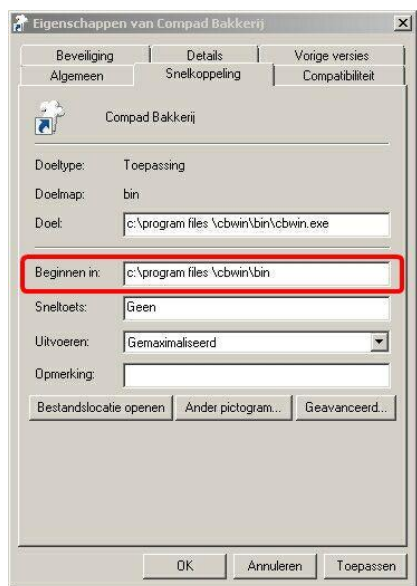 Eigenschappen van Compad Bakkerij
Beveiliging Details Vorige versies
Algemeen Snelkoppeling Compatibiliteit
Compad Bakkerij
Doeltype: Toepassing
Doelmap: bin
Doel: c:\program files \cbwin\bin\cbwin.exe
Beginnen in: c:\program files \cbwin\bin
Sneltoets: Geen
Uitvoeren: Gemaximaliseerd
Opmerking:
Bestandslocatie openen Ander pictogram... Geavanceerd...
OK Annuleren Toepassen